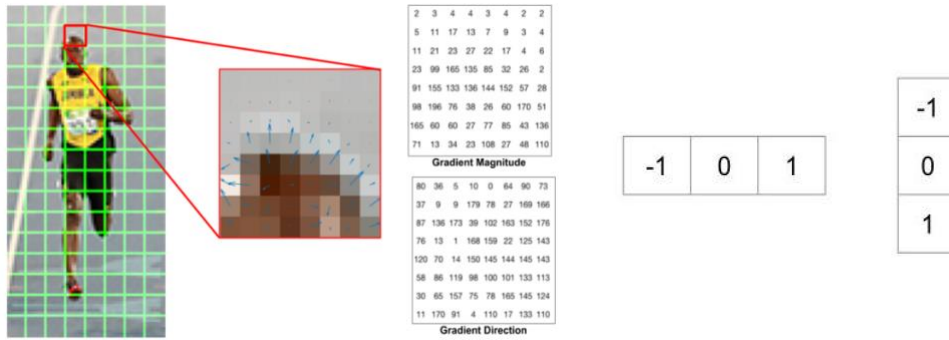 2 3 4 4 3 4 2 2
5 11 17 13 7 9 3 4
11 21 23 27 22 17 4 6
23 99 165 135 85 32 26 2
91 155 133 136 144 152 57 28
98 196 76 38 26 60 170 51
165 60 60 27 77 85 43 136
71 13 34 23 108 27 48 110
Gradient Magnitude
80 36 5 10 0 64 90 73
37 9 9 179 78 27 169 166
87 136 173 39 102 163 152 176
76 13 1 168 159 22 125 143
120 70 14 150 145 144 145 143
58 86 119 98 100 101 133 113
30 65 157 75 78 165 145 124
11 170 91 4 110 17 133 110
Gradient Direction
-1 0 1
-1
0
1